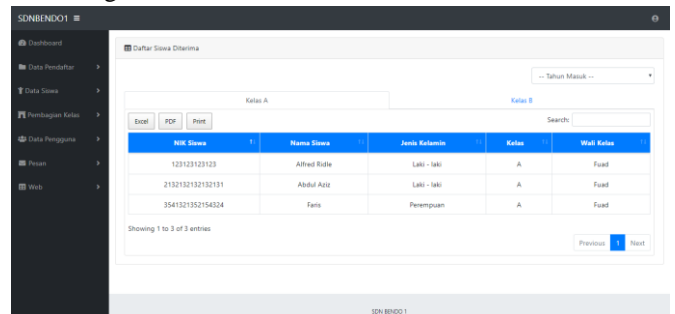 SDNBENDO1
Dashboard
Data Pendaftar
Data Siswa
Pembagian Kelas
Data Pengguna
Pesan
Web
Daftar Siswa Diterima
-- Tahun Masuk --
Kelas A Kelas B
Excel PDF Print Search:
NIK Siswa Nama Siswa Jenis Kelamin Kelas Wali Kelas
123123123123 Alfred Ridle Laki - laki A Fuad
2132132132132131 Abdul Aziz Laki - laki A Fuad
3541321352154324 Faris Perempuan A Fuad
Showing 1 to 3 of 3 entries
Previous 1 Next
SDN BENDO 1